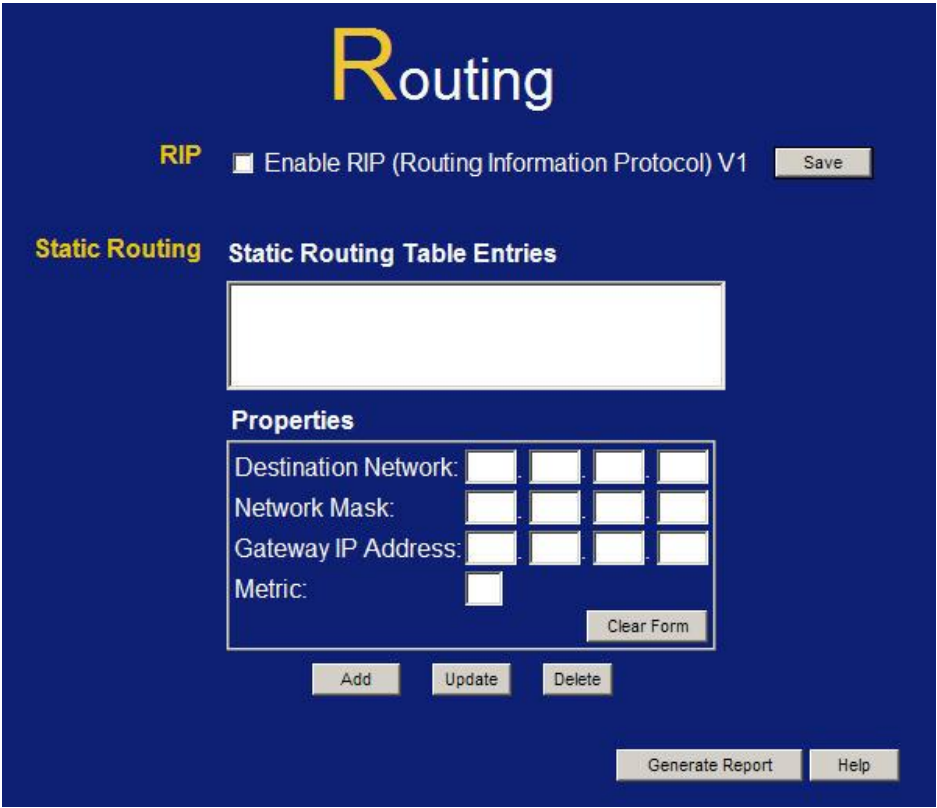 Routing
RIP Enable RIP (Routing Information Protocol) V1 Save
Static Routing Static Routing Table Entries
Properties
Destination Network: . . .
Network Mask: . . .
Gateway IP Address: . . .
Metric:
Clear Form
Add Update Delete
Generate Report Help